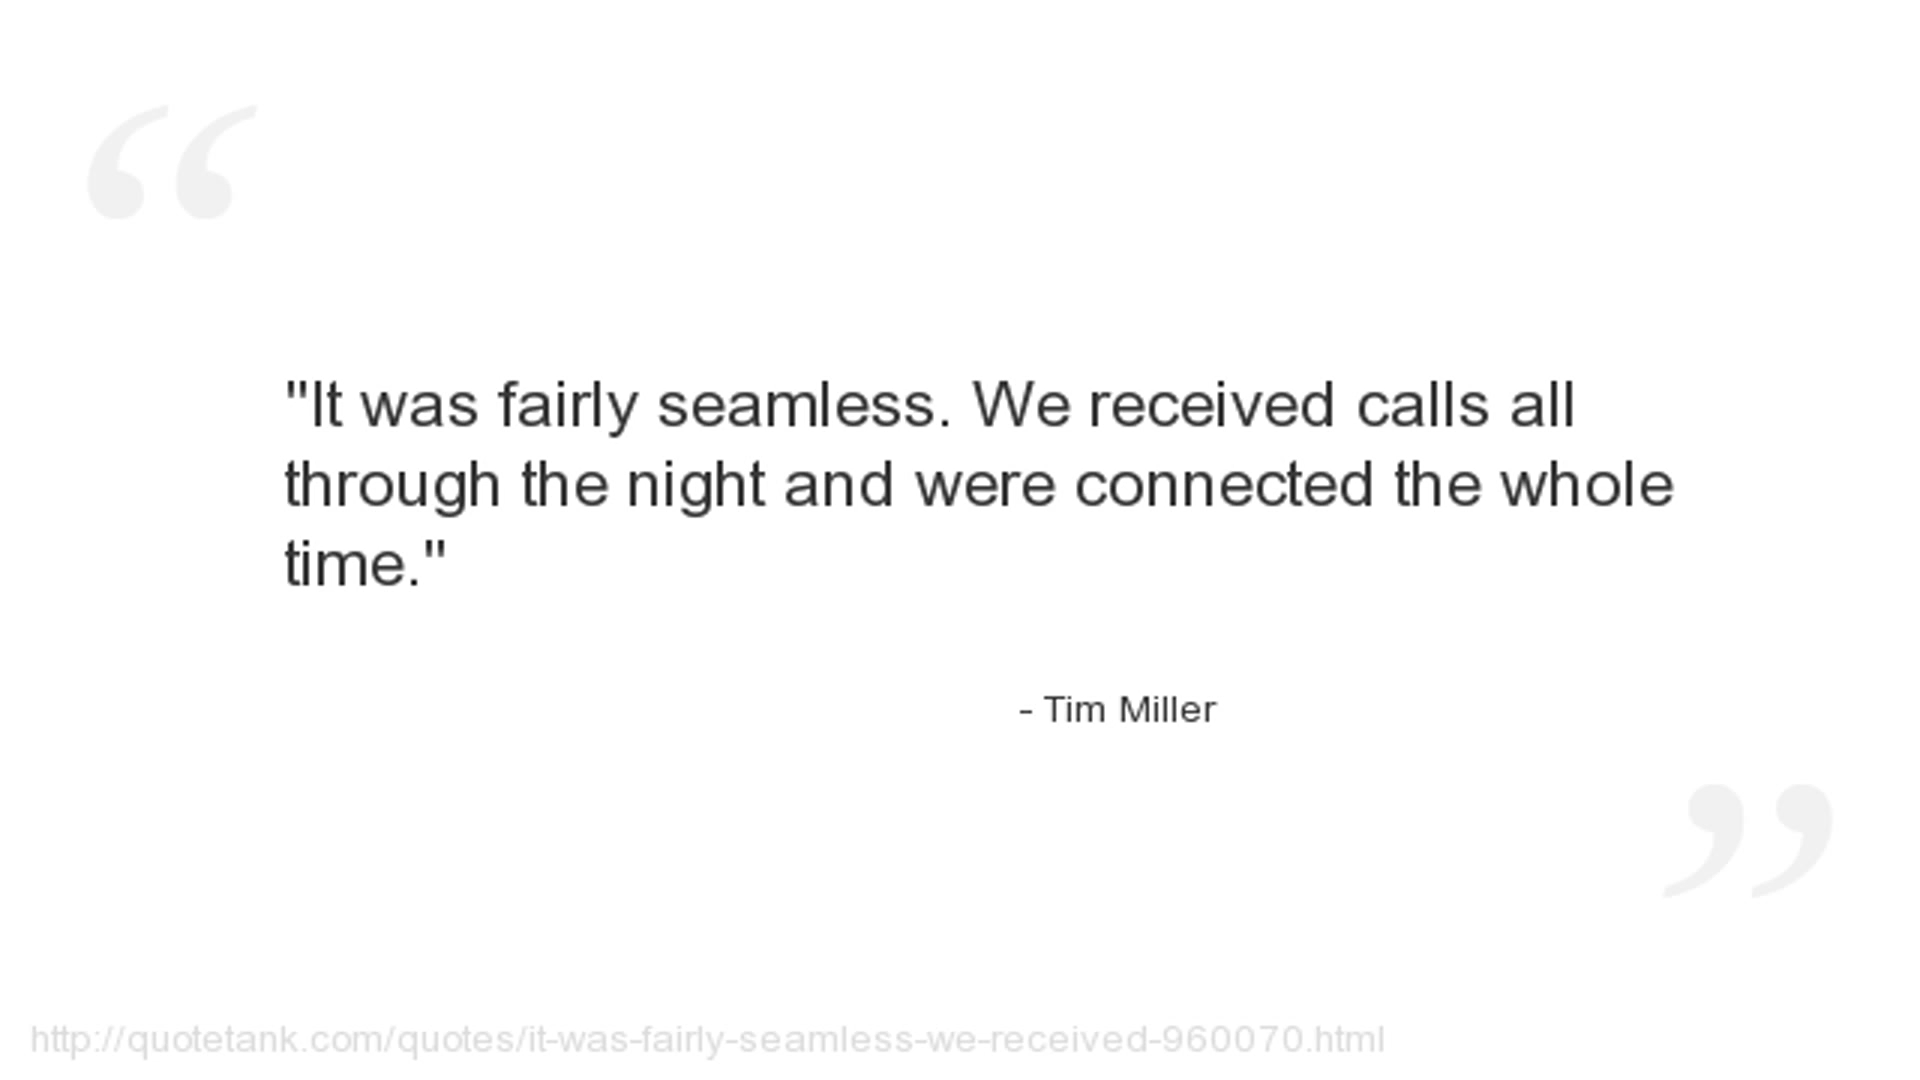 "It was fairly seamless. We received calls all
through the night and were connected the whole
time."
- Tim Miller
http://quotetank.com/quotes/it-was-fairly-seamless-we-received-960070.html